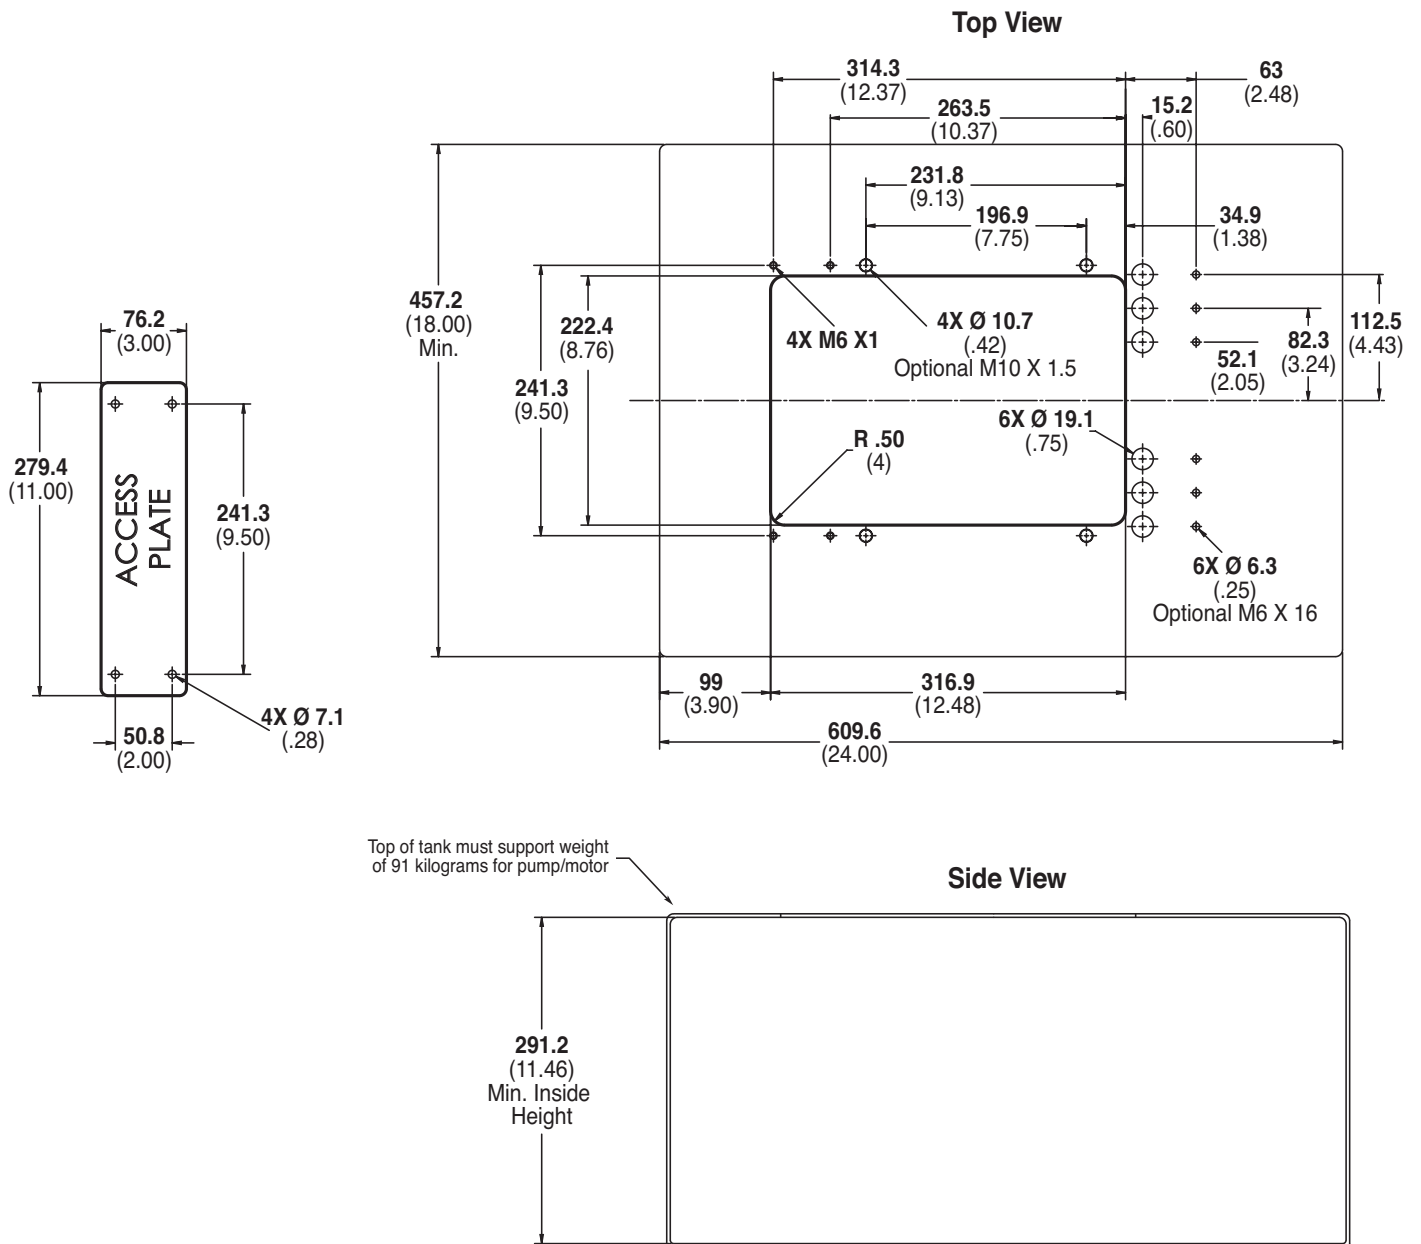 Top View
314.3
(12.37)
63
(2.48)
263.5
(10.37)
15.2
(.60)
231.8
(9.13)
196.9
(7.75)
34.9
(1.38)
457.2
(18.00)
Min.
222.4
(8.76)
241.3
(9.50)
4X M6 X1
4X Ø 10.7
(.42)
Optional M10 X 1.5
112.5
(4.43)
82.3
(3.24)
52.1
(2.05)
6X Ø 19.1
(.75)
R .50
(4)
6X Ø 6.3
(.25)
Optional M6 X 16
99
(3.90)
316.9
(12.48)
609.6
(24.00)
76.2
(3.00)
279.4
(11.00)
ACCESS
PLATE
241.3
(9.50)
4X Ø 7.1
(.28)
50.8
(2.00)
Top of tank must support weight
of 91 kilograms for pump/motor
Side View
291.2
(11.46)
Min. Inside
Height